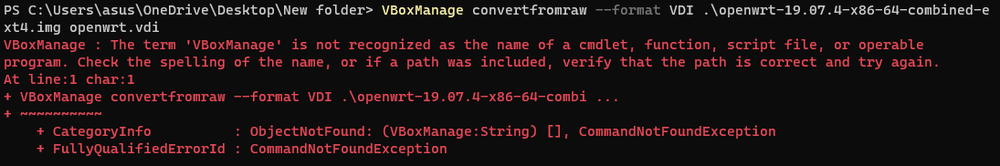 PS C:\Users\asus\OneDrive\Desktop\New folder> VBoxManage convertfromraw --format VDI .\openwrt-19.07.4-x86-64-combined-e
xt4.img openwrt.vdi
VBoxManage : The term 'VBoxManage' is not recognized as the name of a cmdlet, function, script file, or operable
program. Check the spelling of the name, or if a path was included, verify that the path is correct and try again.
At line:1 char:1
+ VBoxManage convertfromraw --format VDI .\openwrt-19.07.4-x86-64-combi ...
+ ~~~~~~~~~~
    + CategoryInfo          : ObjectNotFound: (VBoxManage:String) [], CommandNotFoundException
    + FullyQualifiedErrorId : CommandNotFoundException